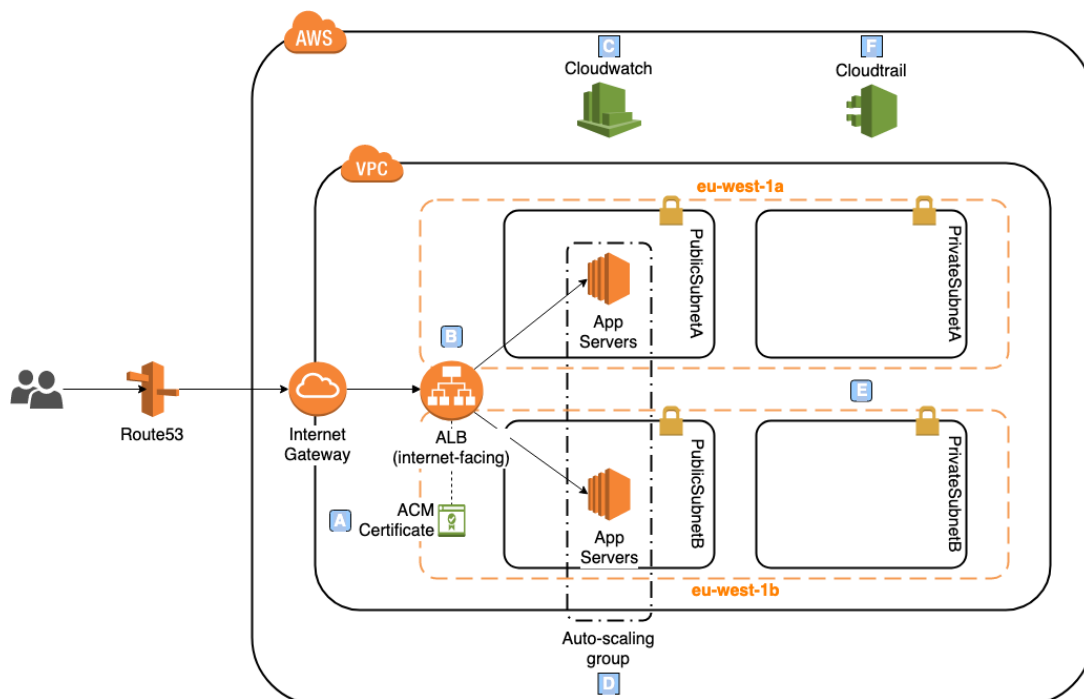 AWS
C
Cloudwatch
F
Cloudtrail
VPC
eu-west-1a
PublicSubnetA
PrivateSubnetA
App
Servers
B
E
Route53
Internet
Gateway
ALB
(internet-facing)
A
ACM
Certificate
PublicSubnetB
PrivateSubnetB
App
Servers
eu-west-1b
Auto-scaling
group
D